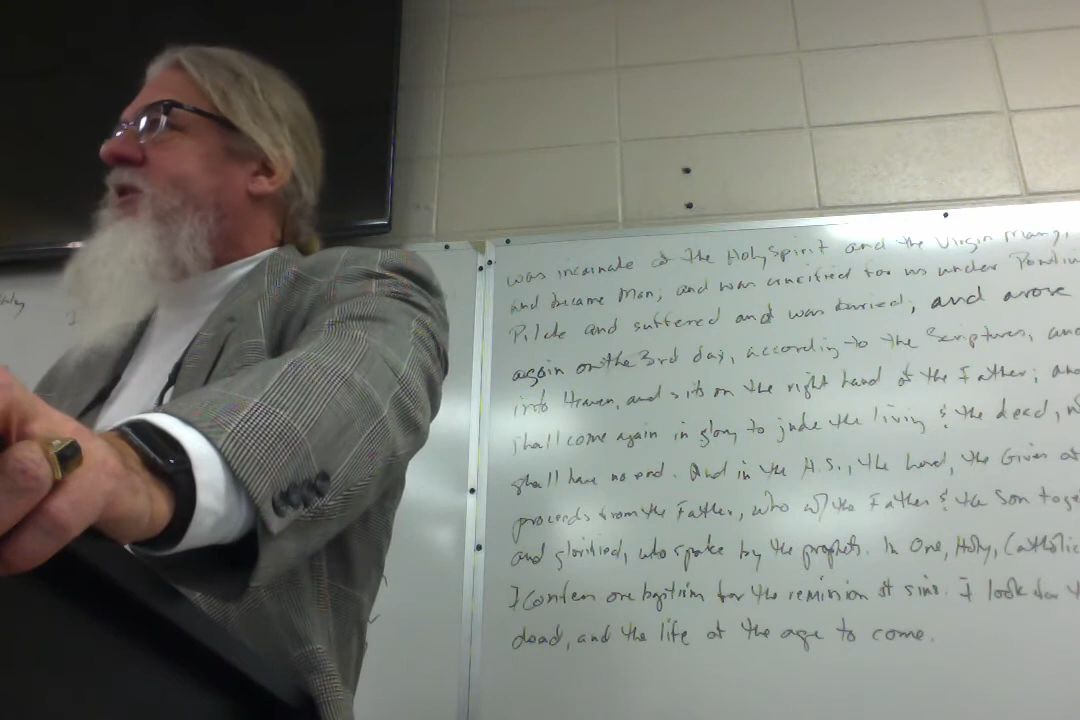 was incarnate of the Holy Spirit and the Virgin Mary,
and became Man; and was crucified for us under Pontiu
Pilate and suffered and was buried; and arose
again on the 3rd day, according to the Scriptures, and
into Heaven, and sits on the right hand of the Father; and
shall come again in glory to jude the living & the dead,
shall have no end. And in the H.S., the Lord, the Giver of
proceeds from the Father, who w/ the Father & the Son toge
and glorified, who spoke by the prophets. In One, Holy, Catholic
I confess one baptism for the remission of sins. I look for th
dead, and the life of the age to come.